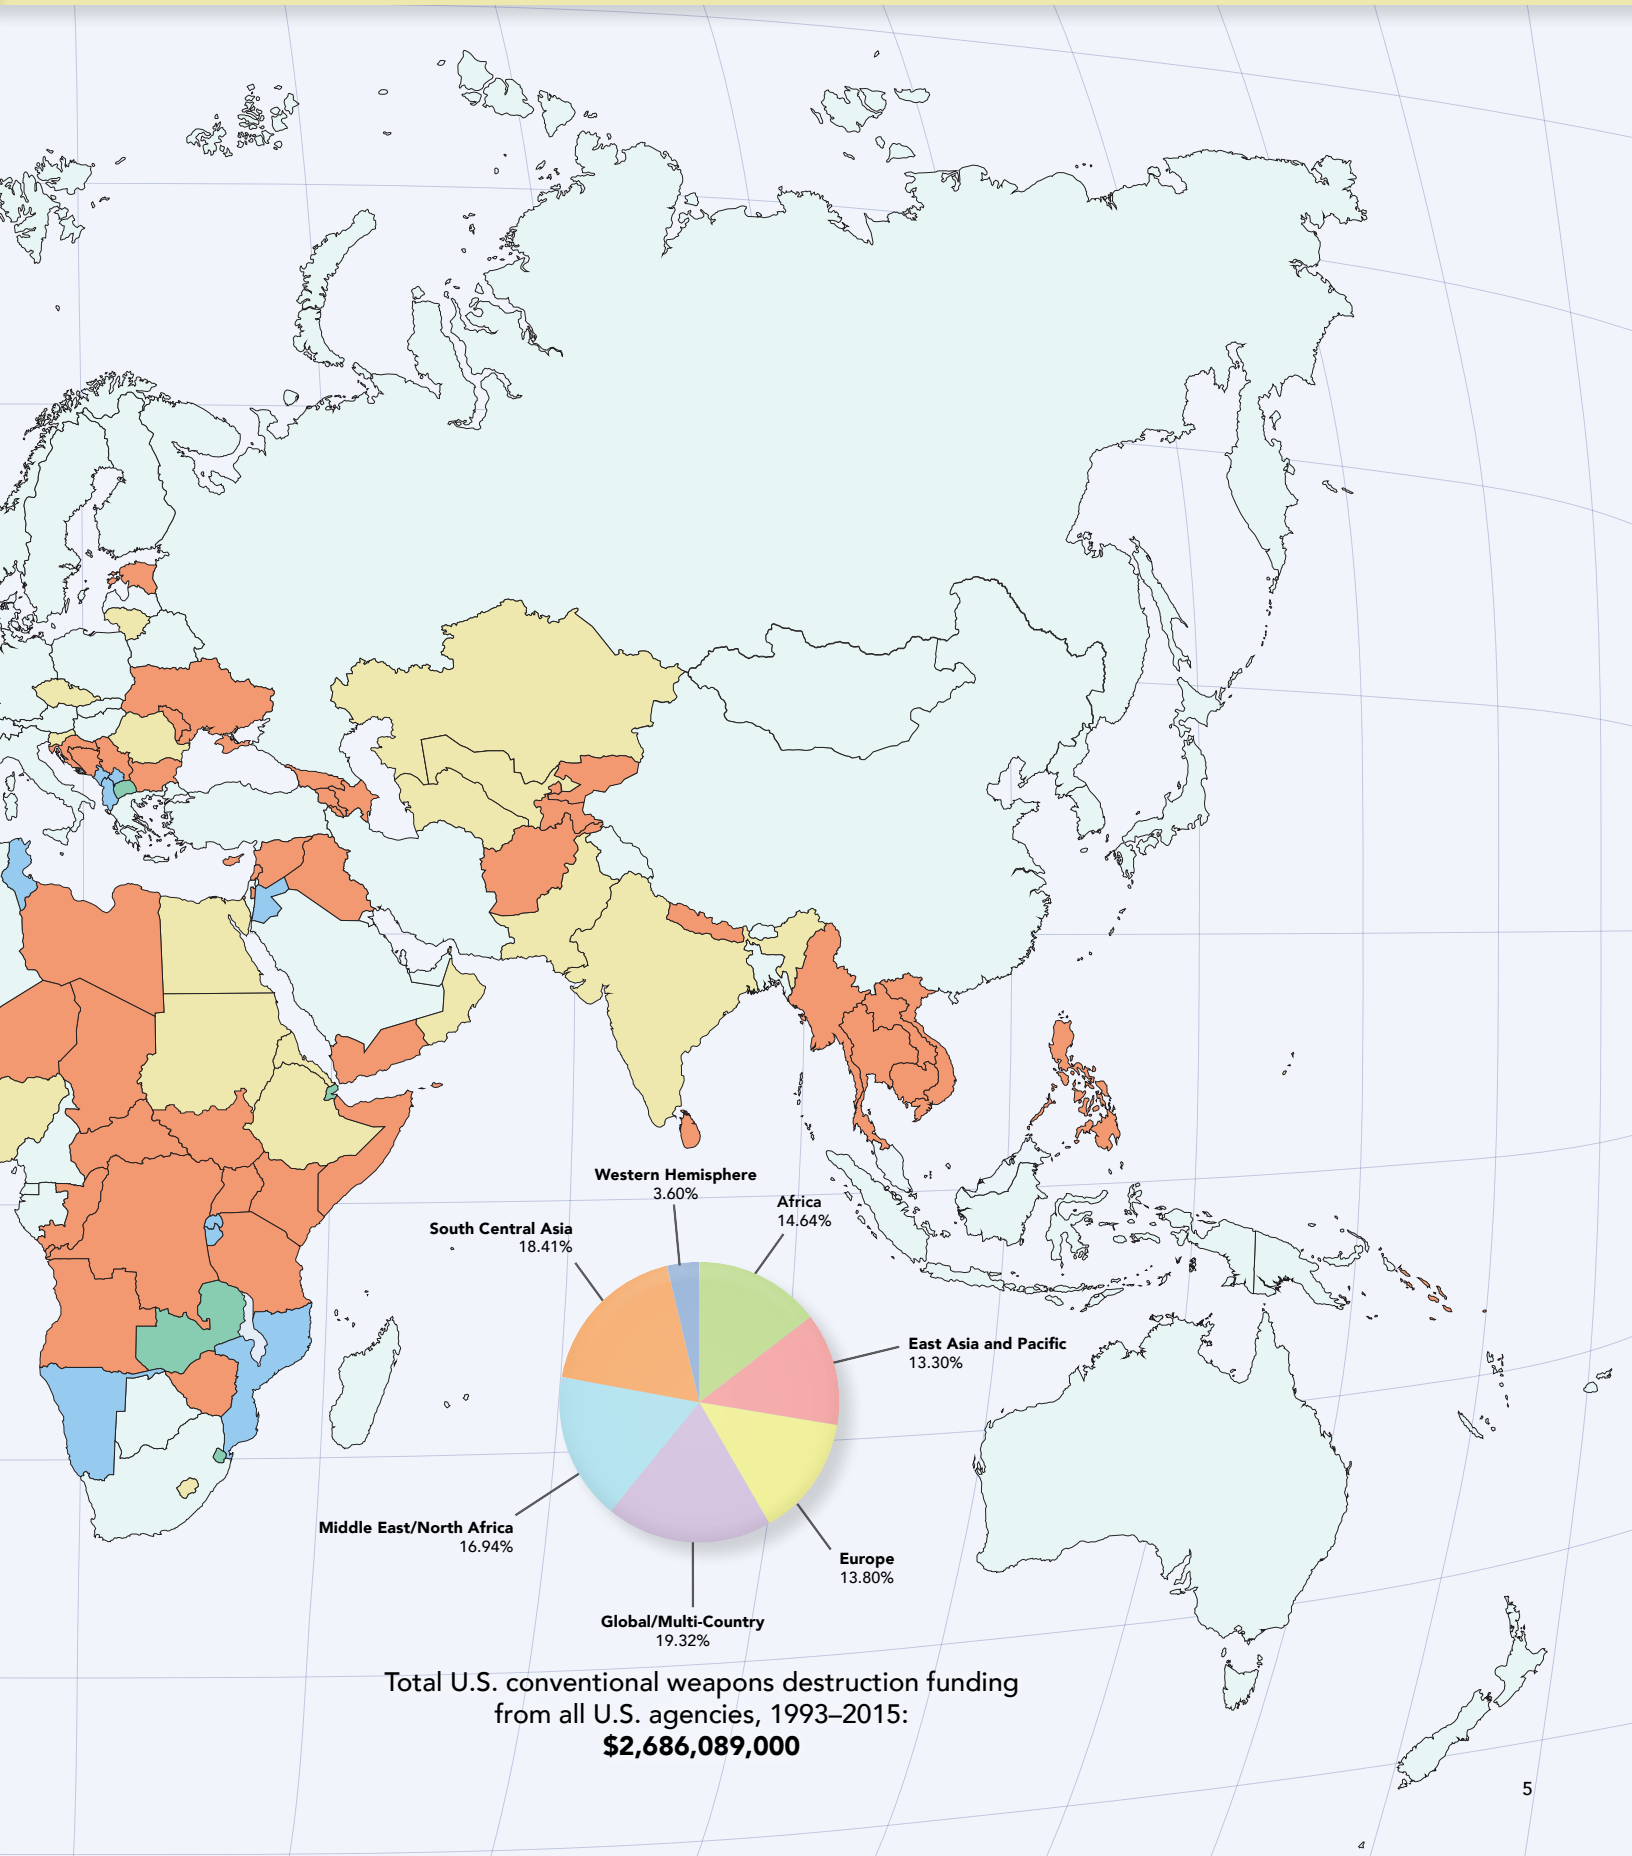 Western Hemisphere
3.60%
Africa
14.64%
South Central Asia
18.41%
East Asia and Pacific
13.30%
Middle East/North Africa
16.94%
Europe
13.80%
Global/Multi-Country
19.32%
Total U.S. conventional weapons destruction funding
from all U.S. agencies, 1993–2015:
$2,686,089,000
5